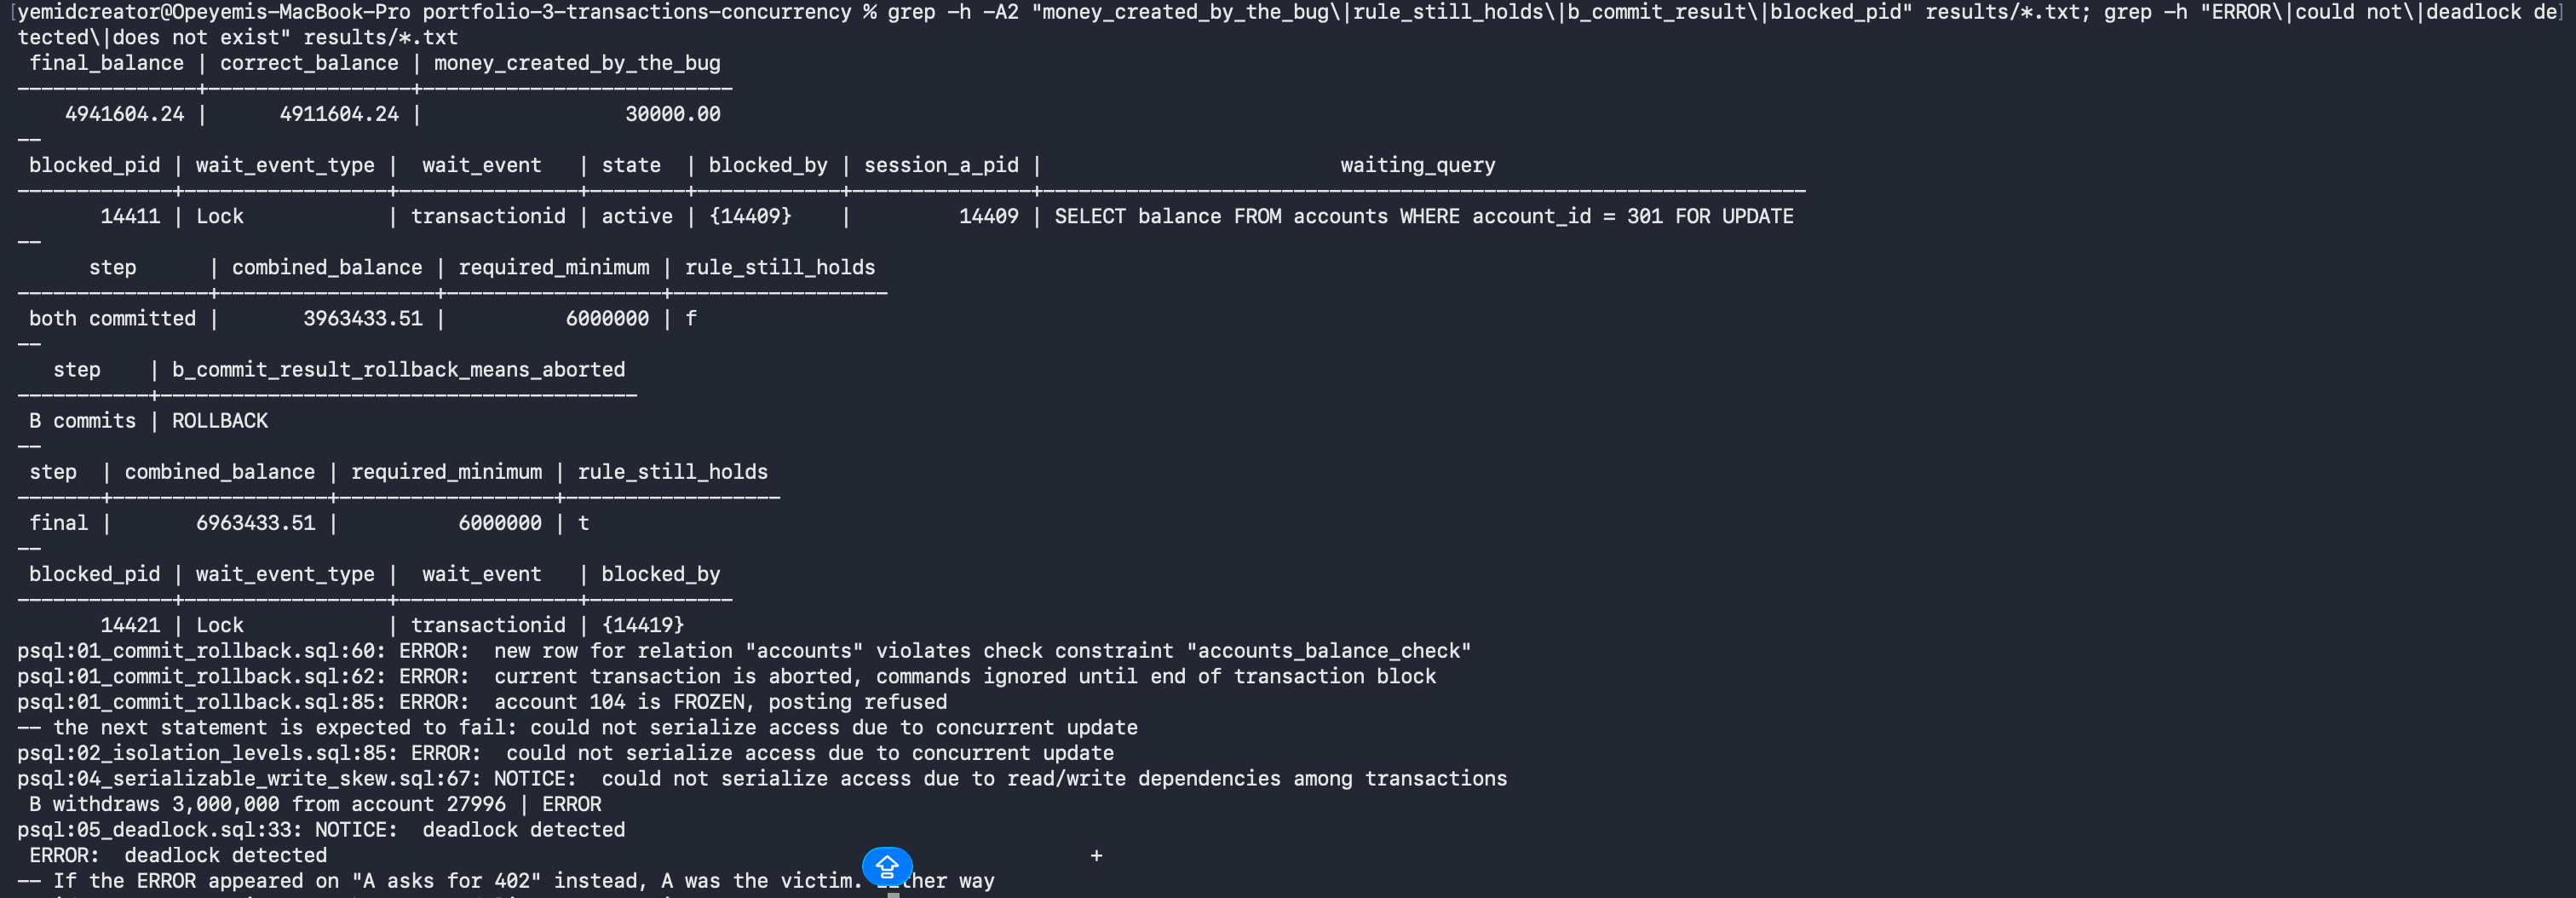 [yemidcreator@Opeyemis-MacBook-Pro portfolio-3-transactions-concurrency % grep -h -A2 "money_created_by_the_bug\|rule_still_holds\|b_commit_result\|blocked_pid" results/*.txt; grep -h "ERROR\|could not\|deadlock de]
tected\|does not exist" results/*.txt
 final_balance | correct_balance | money_created_by_the_bug
---------------+-----------------+--------------------------
    4941604.24 |      4911604.24 |                 30000.00
--
 blocked_pid | wait_event_type |  wait_event   | state  | blocked_by | session_a_pid |                         waiting_query
-------------+-----------------+---------------+--------+------------+---------------+-----------------------------------------------------------------
       14411 | Lock            | transactionid | active | {14409}    |         14409 | SELECT balance FROM accounts WHERE account_id = 301 FOR UPDATE
--
      step      | combined_balance | required_minimum | rule_still_holds
----------------+------------------+------------------+------------------
 both committed |       3963433.51 |          6000000 | f
--
   step    | b_commit_result_rollback_means_aborted
-----------+----------------------------------------
 B commits | ROLLBACK
--
 step  | combined_balance | required_minimum | rule_still_holds
-------+------------------+------------------+------------------
 final |       6963433.51 |          6000000 | t
--
 blocked_pid | wait_event_type |  wait_event   | blocked_by
-------------+-----------------+---------------+------------
       14421 | Lock            | transactionid | {14419}
psql:01_commit_rollback.sql:60: ERROR:  new row for relation "accounts" violates check constraint "accounts_balance_check"
psql:01_commit_rollback.sql:62: ERROR:  current transaction is aborted, commands ignored until end of transaction block
psql:01_commit_rollback.sql:85: ERROR:  account 104 is FROZEN, posting refused
-- the next statement is expected to fail: could not serialize access due to concurrent update
psql:02_isolation_levels.sql:85: ERROR:  could not serialize access due to concurrent update
psql:04_serializable_write_skew.sql:67: NOTICE:  could not serialize access due to read/write dependencies among transactions
 B withdraws 3,000,000 from account 27996 | ERROR
psql:05_deadlock.sql:33: NOTICE:  deadlock detected
 ERROR:  deadlock detected                                                                 +
-- If the ERROR appeared on "A asks for 402" instead, A was the victim. way